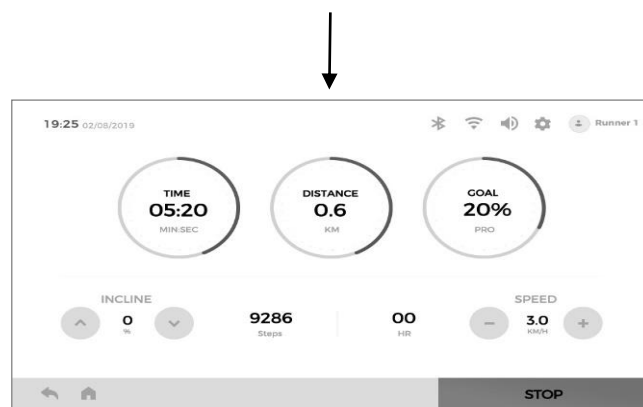 19:25 02/08/2019 Runner 1
TIME DISTANCE GOAL
05:20 0.6 20%
MIN:SEC KM PRO
INCLINE SPEED
0 9286 00 3.0
% Steps HR KM/H
STOP